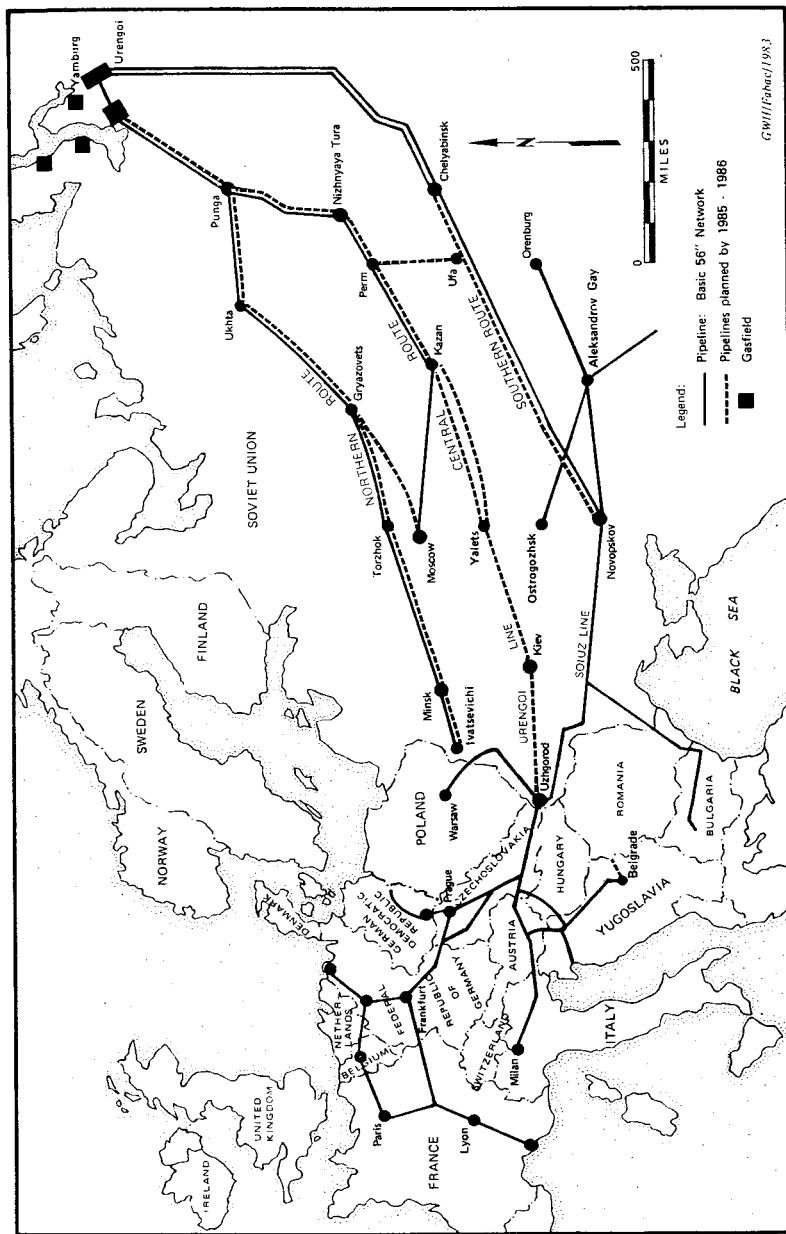 Yamburg
Urengoi
Punga
Nizhnyaya Tura
Ukhta
Perm
Chelyabinsk
Ufa
Orenburg
Kazan
Gryazovets
Aleksandrov Gay
NORTHERN
ROUTE
CENTRAL
ROUTE
SOUTHERN ROUTE
SOVIET UNION
Torzhok
Moscow
Yalets
Ostrogozhsk
Novopskov
Minsk
Ivatsevichi
Kiev
URENGOI
LINE
SOIUZ LINE
Uzhgorod
FINLAND
SWEDEN
NORWAY
DENMARK
POLAND
Warsaw
GERMAN
DEMOCRATIC
REPUBLIC
Prague
CZECHOSLOVAKIA
HUNGARY
ROMANIA
BULGARIA
BLACK SEA
Belgrade
YUGOSLAVIA
AUSTRIA
FEDERAL
REPUBLIC
OF
GERMANY
Frankfurt
NETHER-
LANDS
BELGIUM
SWITZERLAND
Milan
ITALY
UNITED
KINGDOM
IRELAND
Paris
FRANCE
Lyon
N
0
500
MILES
Legend:
Pipeline: Basic 56" Network
Pipelines planned by 1985 - 1986
Gasfield
GWH/Fabac/1983